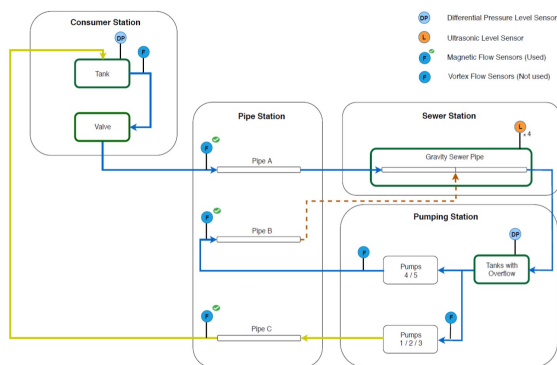 Consumer Station
DP
F
Tank
Valve
DP Differential Pressure Level Sensor
L Ultrasonic Level Sensor
F Magnetic Flow Sensors (Used)
F Vortex Flow Sensors (Not used)
Pipe Station
F
Pipe A
F
Pipe B
F
Pipe C
Sewer Station
L
x 4
Gravity Sewer Pipe
Pumping Station
DP
F
Pumps
4 / 5
Tanks with
Overflow
F
Pumps
1 / 2 / 3